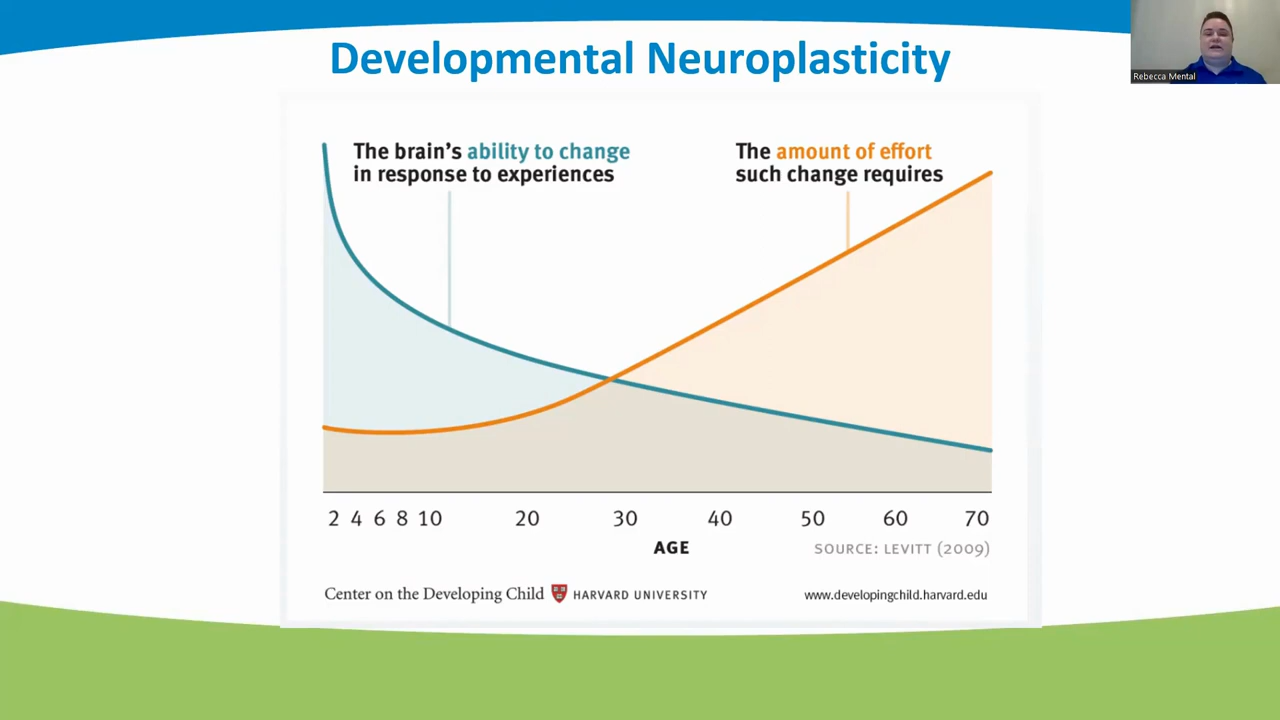 Developmental Neuroplasticity
Rebecca Mental
The brain's ability to change
in response to experiences
The amount of effort
such change requires
2 4 6 8 10 20 30 40 50 60 70
AGE
SOURCE: LEVITT (2009)
Center on the Developing Child HARVARD UNIVERSITY
www.developingchild.harvard.edu